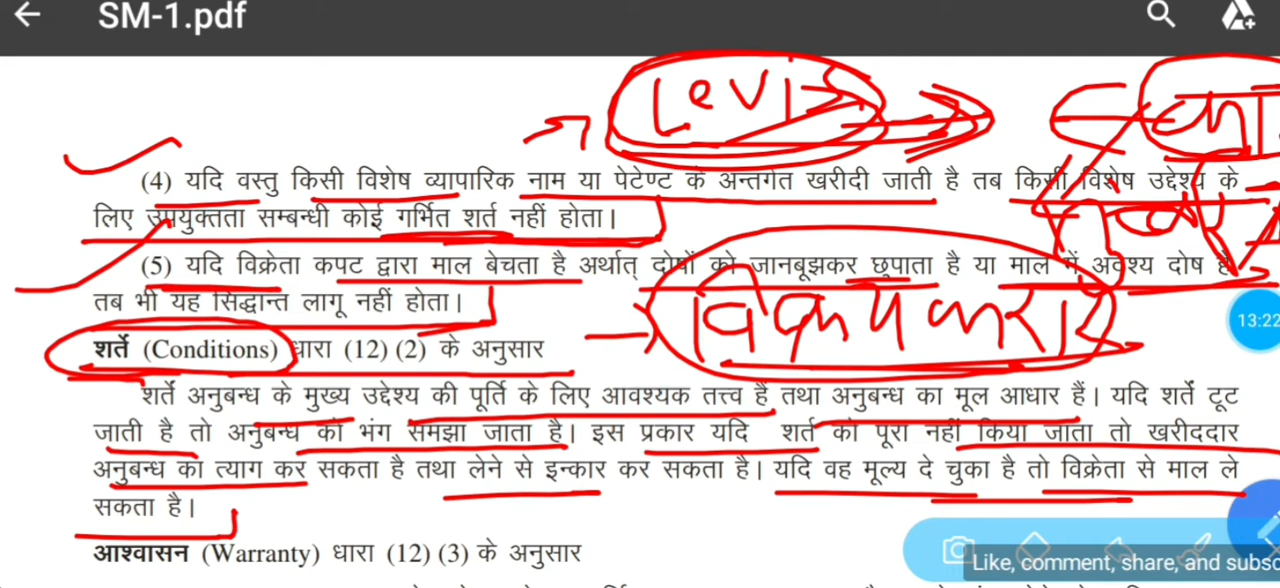 SM-1.pdf
Levis
(4) यदि वस्तु किसी विशेष व्यापारिक नाम या पेटेण्ट के अन्तर्गत खरीदी जाती है तब किसी विशेष उद्देश्य के
लिए उपयुक्तता सम्बन्धी कोई गर्भित शर्त नहीं होता।
(5) यदि विक्रेता कपट द्वारा माल बेचता है अर्थात् दोषों को जानबूझकर छुपाता है या माल में अवश्य दोष है
तब भी यह सिद्धान्त लागू नहीं होता।
विक्रय करार
13:22
शर्ते (Conditions) धारा (12) (2) के अनुसार
शर्ते अनुबन्ध के मुख्य उद्देश्य की पूर्ति के लिए आवश्यक तत्त्व हैं तथा अनुबन्ध का मूल आधार हैं। यदि शर्ते टूट
जाती है तो अनुबन्ध को भंग समझा जाता है। इस प्रकार यदि शर्त को पूरा नहीं किया जाता तो खरीददार
अनुबन्ध का त्याग कर सकता है तथा लेने से इन्कार कर सकता है। यदि वह मूल्य दे चुका है तो विक्रेता से माल ले
सकता है।
आश्वासन (Warranty) धारा (12) (3) के अनुसार
Like, comment, share, and subsc